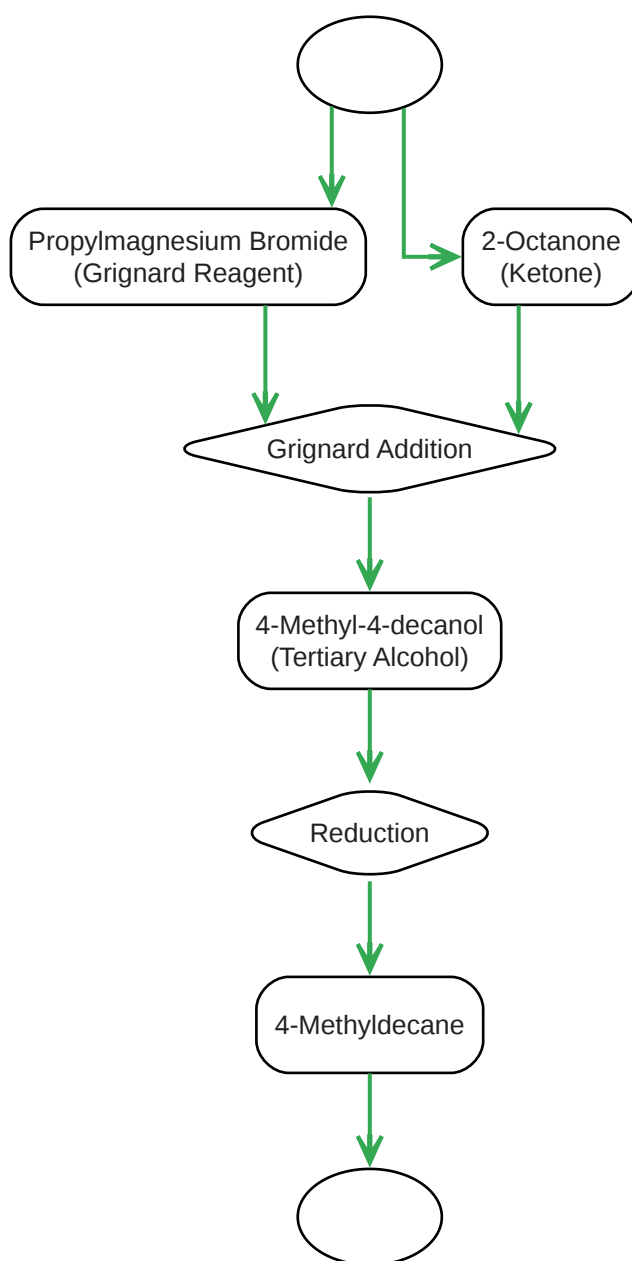 Propylmagnesium Bromide
(Grignard Reagent)
2-Octanone
(Ketone)
Grignard Addition
4-Methyl-4-decanol
(Tertiary Alcohol)
Reduction
4-Methyldecane